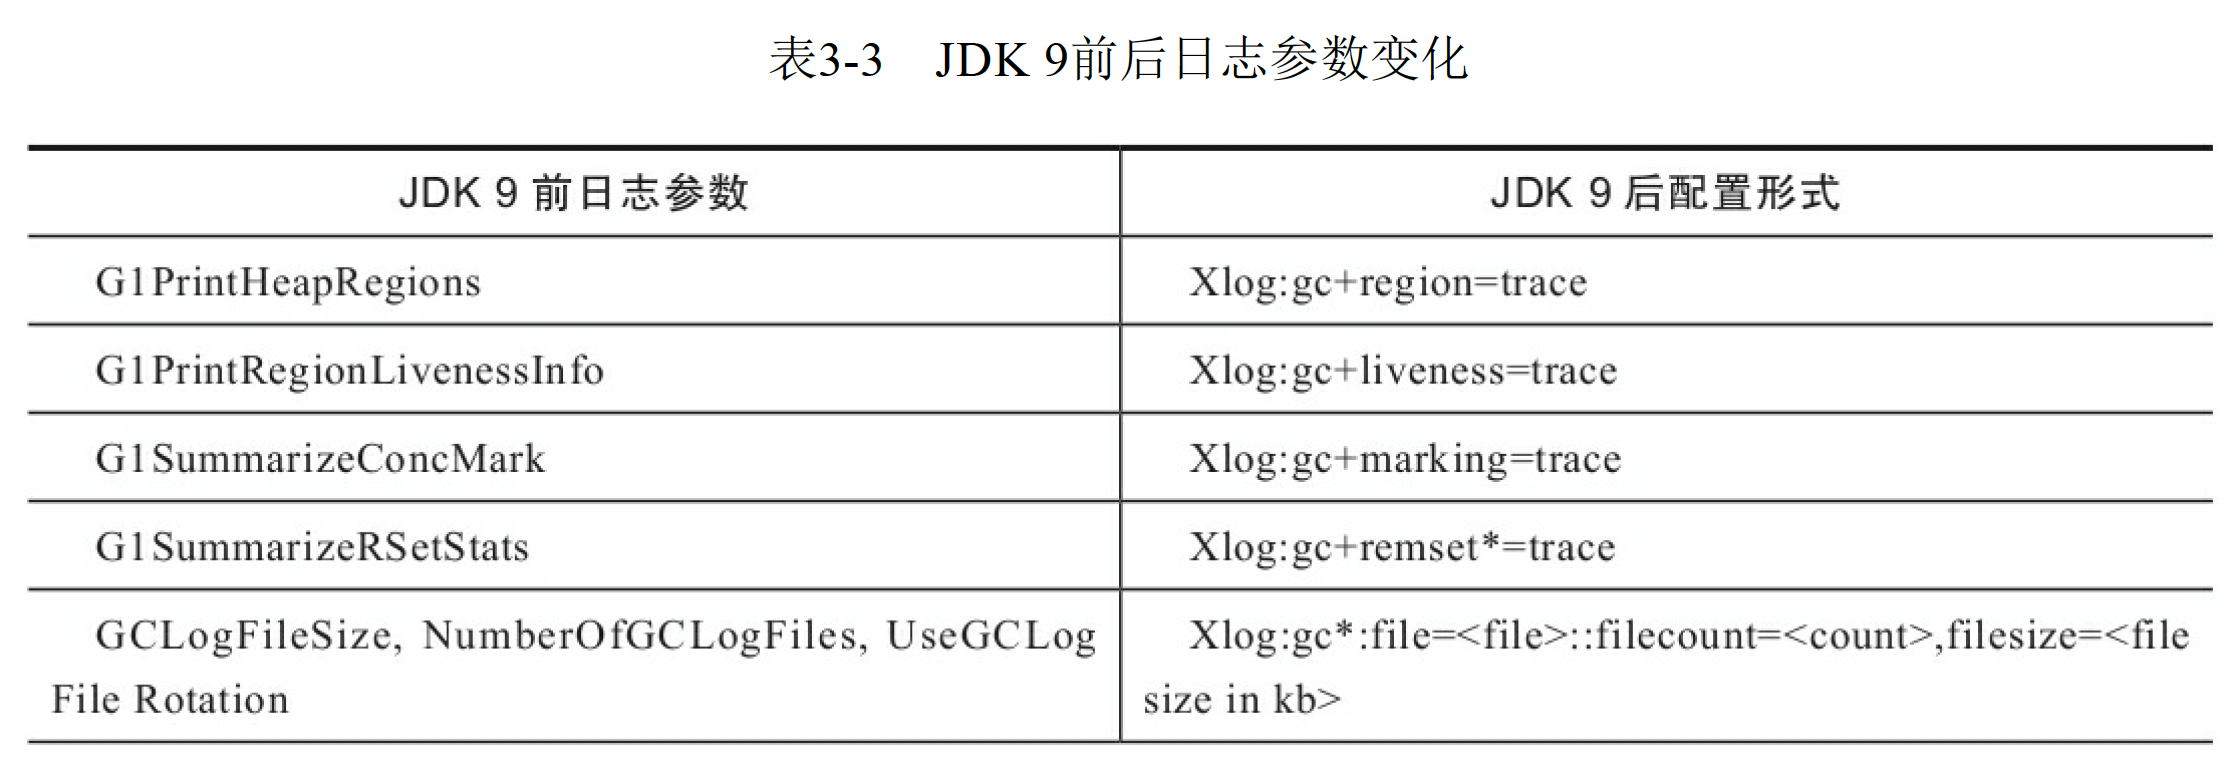 表3-3 JDK 9前后日志参数变化
JDK 9 前日志参数
JDK 9 后配置形式
G1PrintHeapRegions
Xlog:gc+region=trace
G1PrintRegionLivenessInfo
Xlog:gc+liveness=trace
G1SummarizeConcMark
Xlog:gc+marking=trace
G1SummarizeRSetStats
Xlog:gc+remset*=trace
GCLogFileSize, NumberOfGCLogFiles, UseGCLog
File Rotation
Xlog:gc*:file=<file>::filecount=<count>,filesize=<file
size in kb>